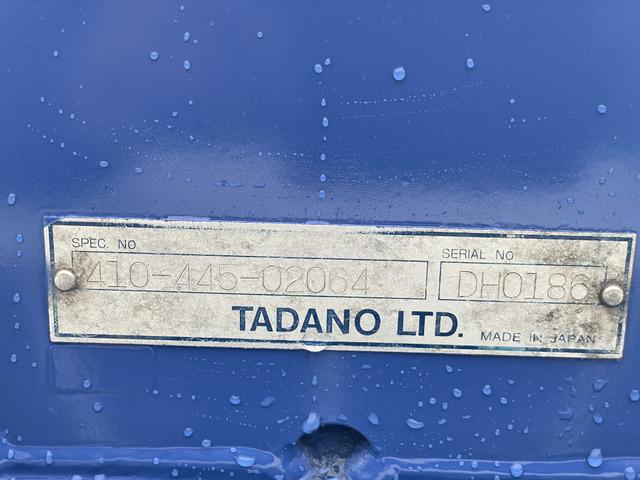 SPEC. NO.
SERIAL NO.
410-445-02064
DH0186
TADANO LTD.
MADE IN JAPAN